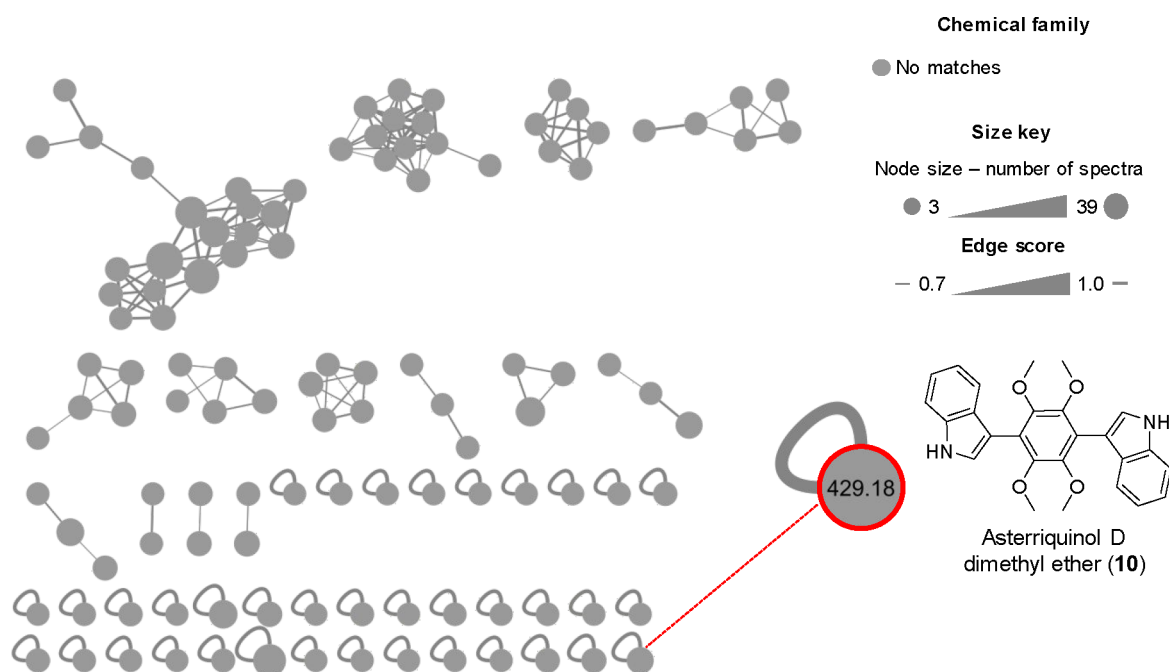 Chemical family
No matches
Size key
Node size – number of spectra
3 39
Edge score
0.7 1.0
O O
NH
429.18
HN
O O
Asterriquinol D
dimethyl ether (10)